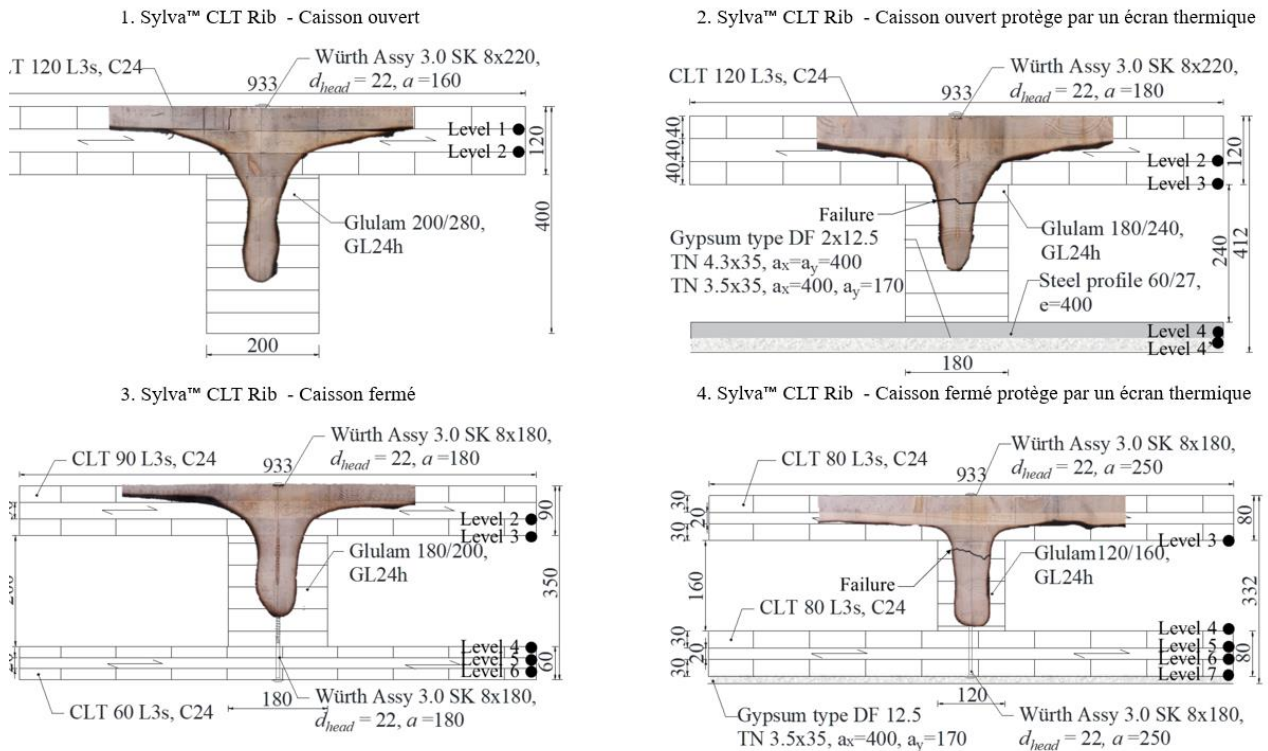 1. Sylva™ CLT Rib - Caisson ouvert
Würth Assy 3.0 SK 8x220,
d_head = 22, a =160
LT 120 L3s, C24
933
Level 1
Level 2
120
Glulam 200/280,
GL24h
400
200
2. Sylva™ CLT Rib - Caisson ouvert protège par un écran thermique
Würth Assy 3.0 SK 8x220,
d_head = 22, a =180
CLT 120 L3s, C24
933
40
40
40
Level 2
Level 3
120
Failure
Gypsum type DF 2x12.5
TN 4.3x35, ax=ay=400
TN 3.5x35, ax=400, ay=170
Glulam 180/240,
GL24h
Steel profile 60/27,
e=400
240
412
Level 4
Level 4'
180
3. Sylva™ CLT Rib - Caisson fermé
Würth Assy 3.0 SK 8x180,
d_head = 22, a =180
CLT 90 L3s, C24
933
Level 2
Level 3
90
Glulam 180/200,
GL24h
350
Level 4
Level 5
Level 6
60
180
CLT 60 L3s, C24
Würth Assy 3.0 SK 8x180,
d_head = 22, a =180
4. Sylva™ CLT Rib - Caisson fermé protège par un écran thermique
Würth Assy 3.0 SK 8x180,
d_head = 22, a =250
CLT 80 L3s, C24
933
30
20
30
Level 3
80
Failure
Glulam120/160,
GL24h
160
332
CLT 80 L3s, C24
30
20
30
Level 4
Level 5
Level 6
Level 7
80
120
Gypsum type DF 12.5
TN 3.5x35, ax=400, ay=170
Würth Assy 3.0 SK 8x180,
d_head = 22, a =250